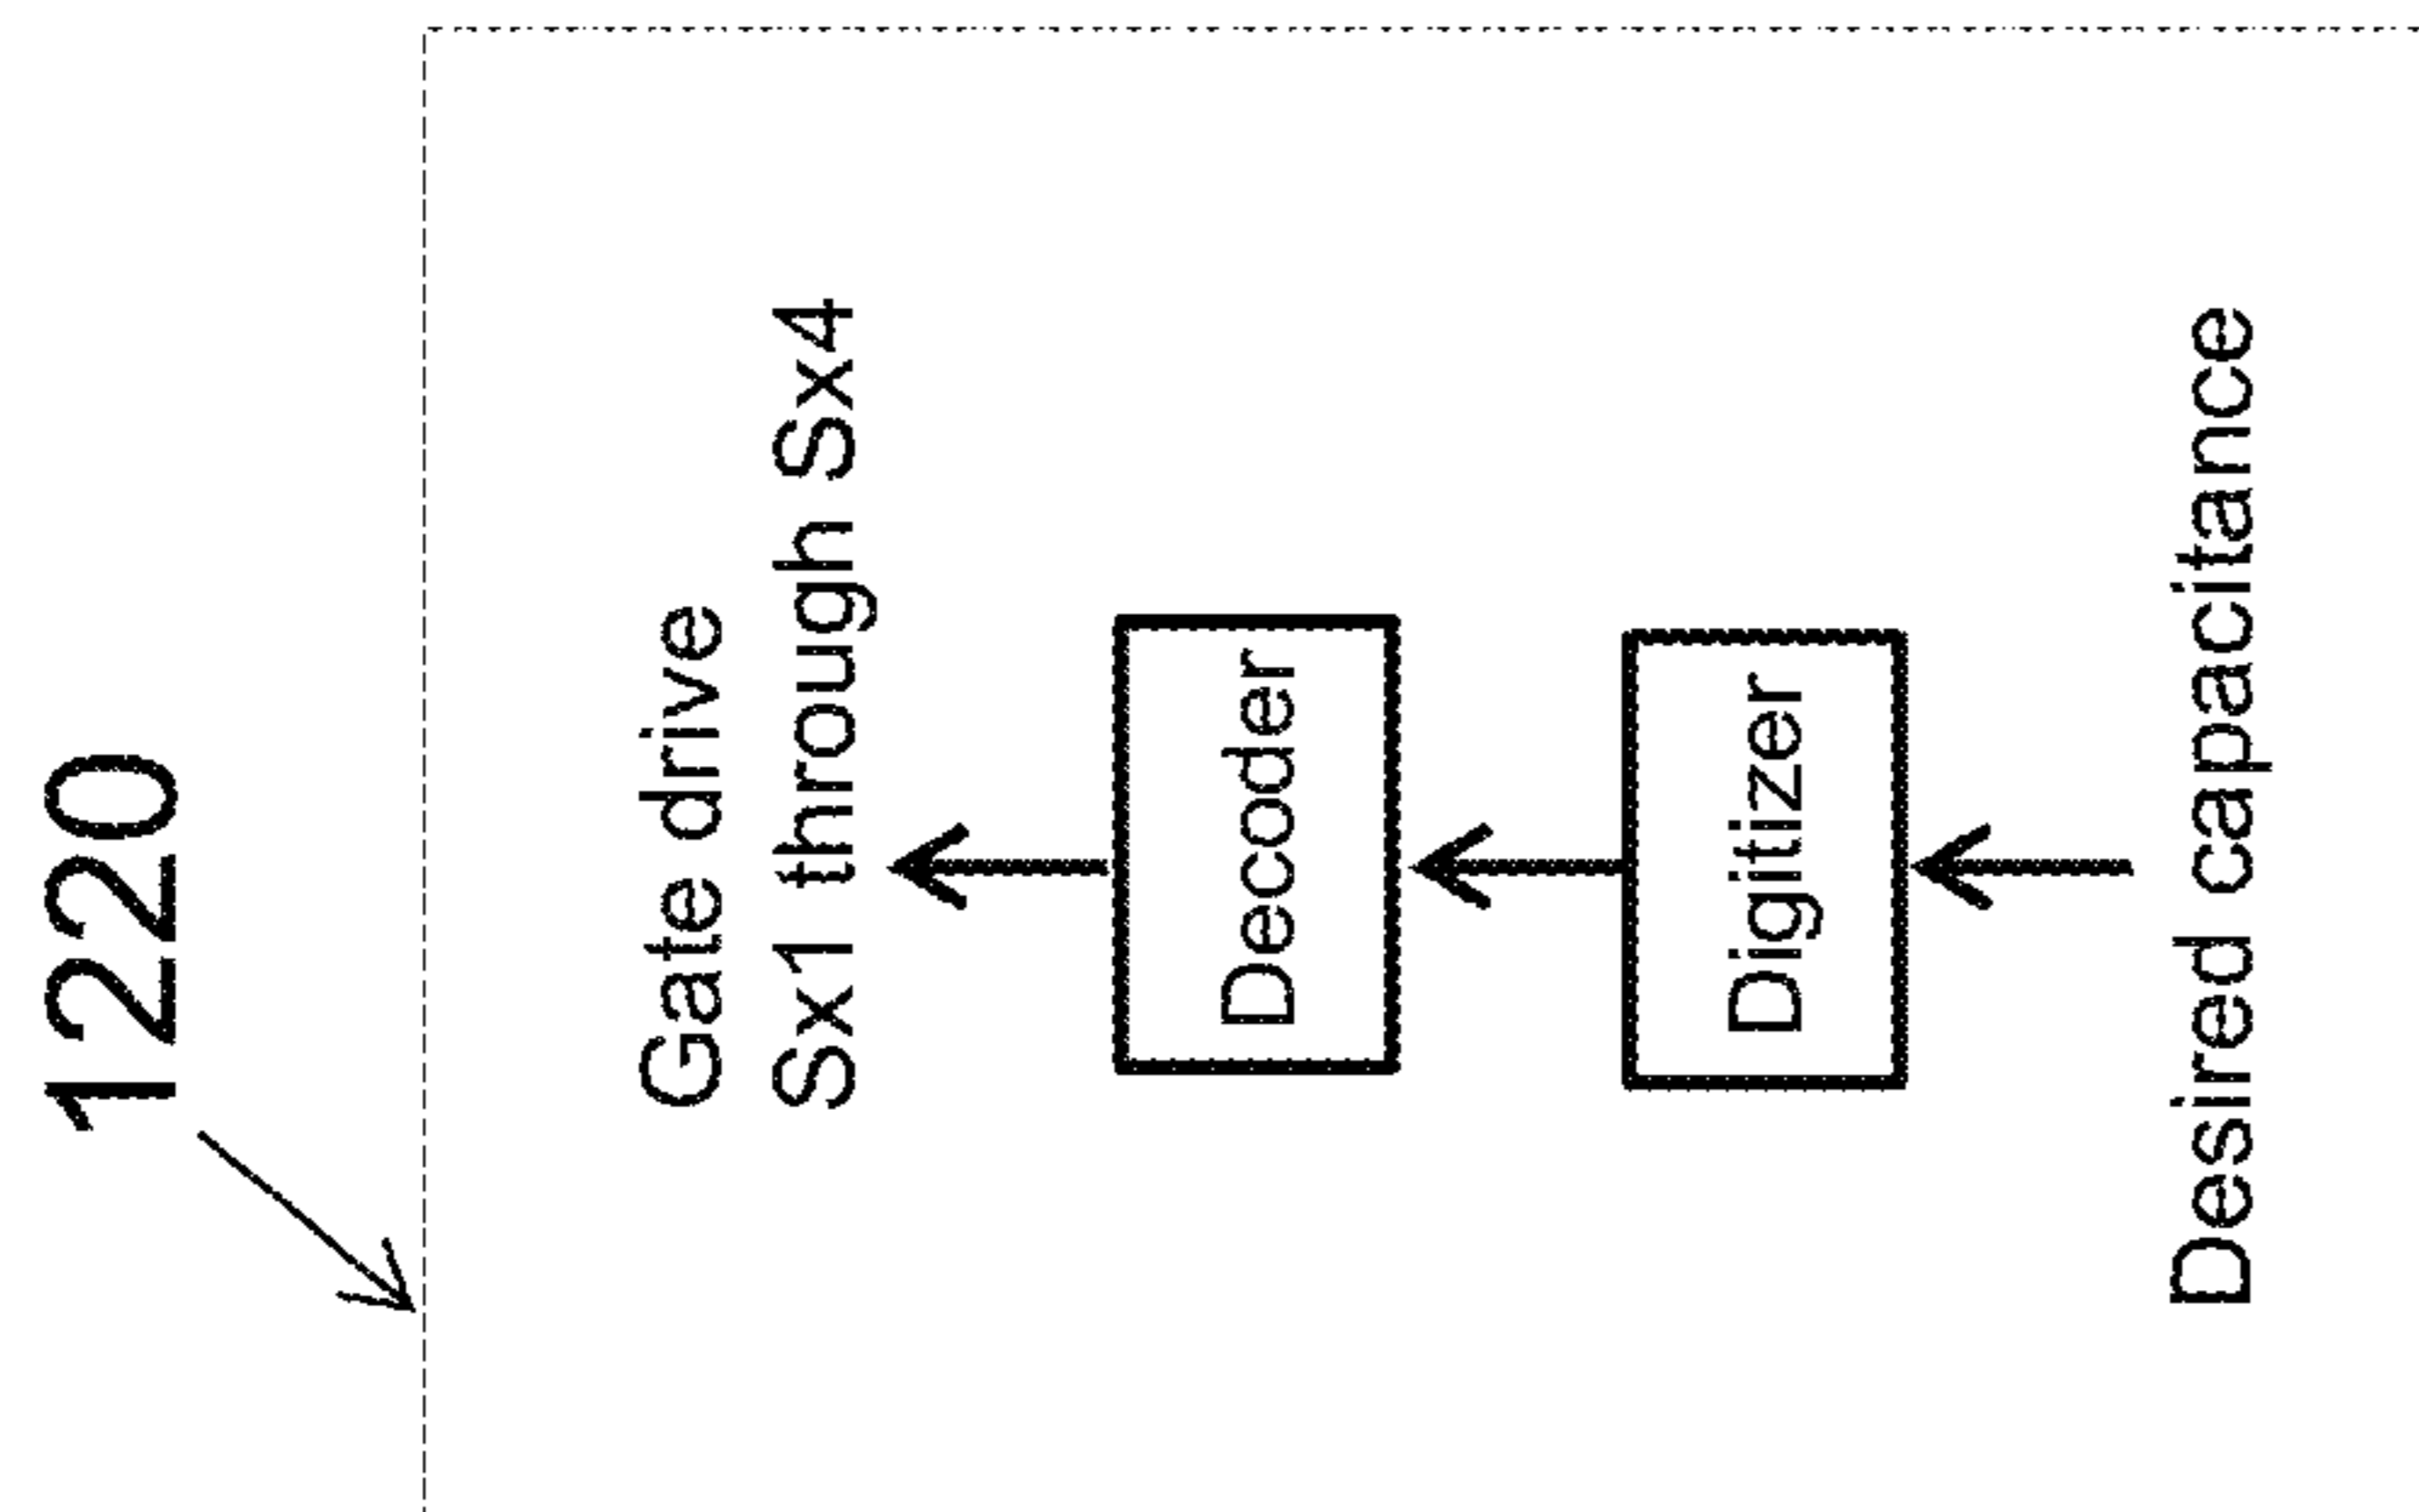 1220
Gate drive
Sx1 through Sx4
Decoder
Digitizer
Desired capacitance